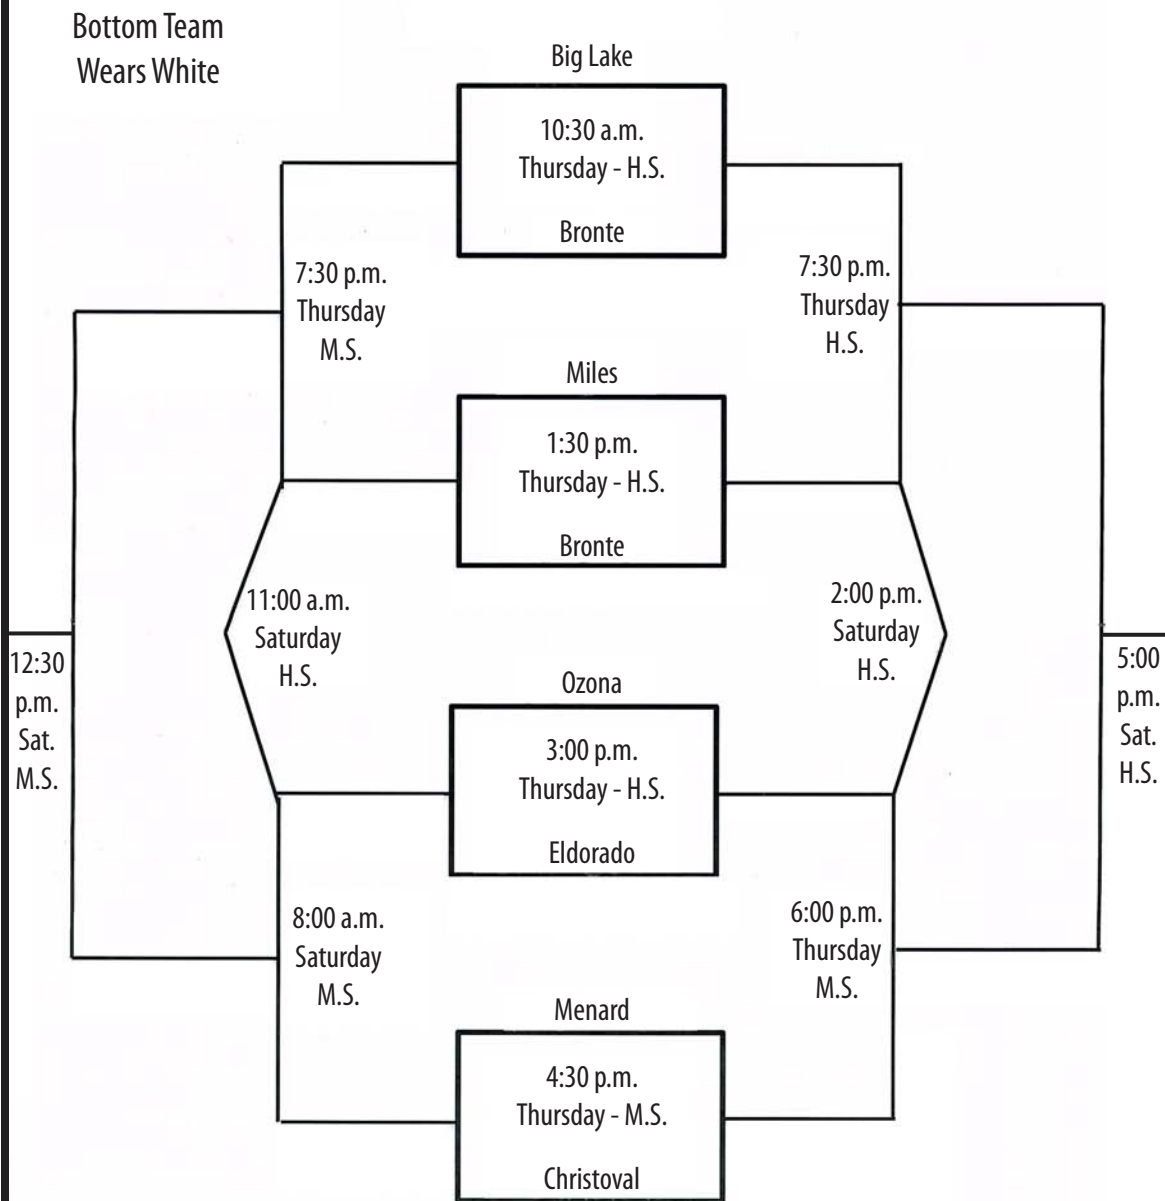 Bottom Team
Wears White
Big Lake
10:30 a.m.
Thursday - H.S.
Bronte
7:30 p.m.
Thursday
M.S.
7:30 p.m.
Thursday
H.S.
Miles
1:30 p.m.
Thursday - H.S.
Bronte
11:00 a.m.
Saturday
H.S.
2:00 p.m.
Saturday
H.S.
12:30
p.m.
Sat.
M.S.
5:00
p.m.
Sat.
H.S.
Ozona
3:00 p.m.
Thursday - H.S.
Eldorado
8:00 a.m.
Saturday
M.S.
6:00 p.m.
Thursday
M.S.
Menard
4:30 p.m.
Thursday - M.S.
Christoval